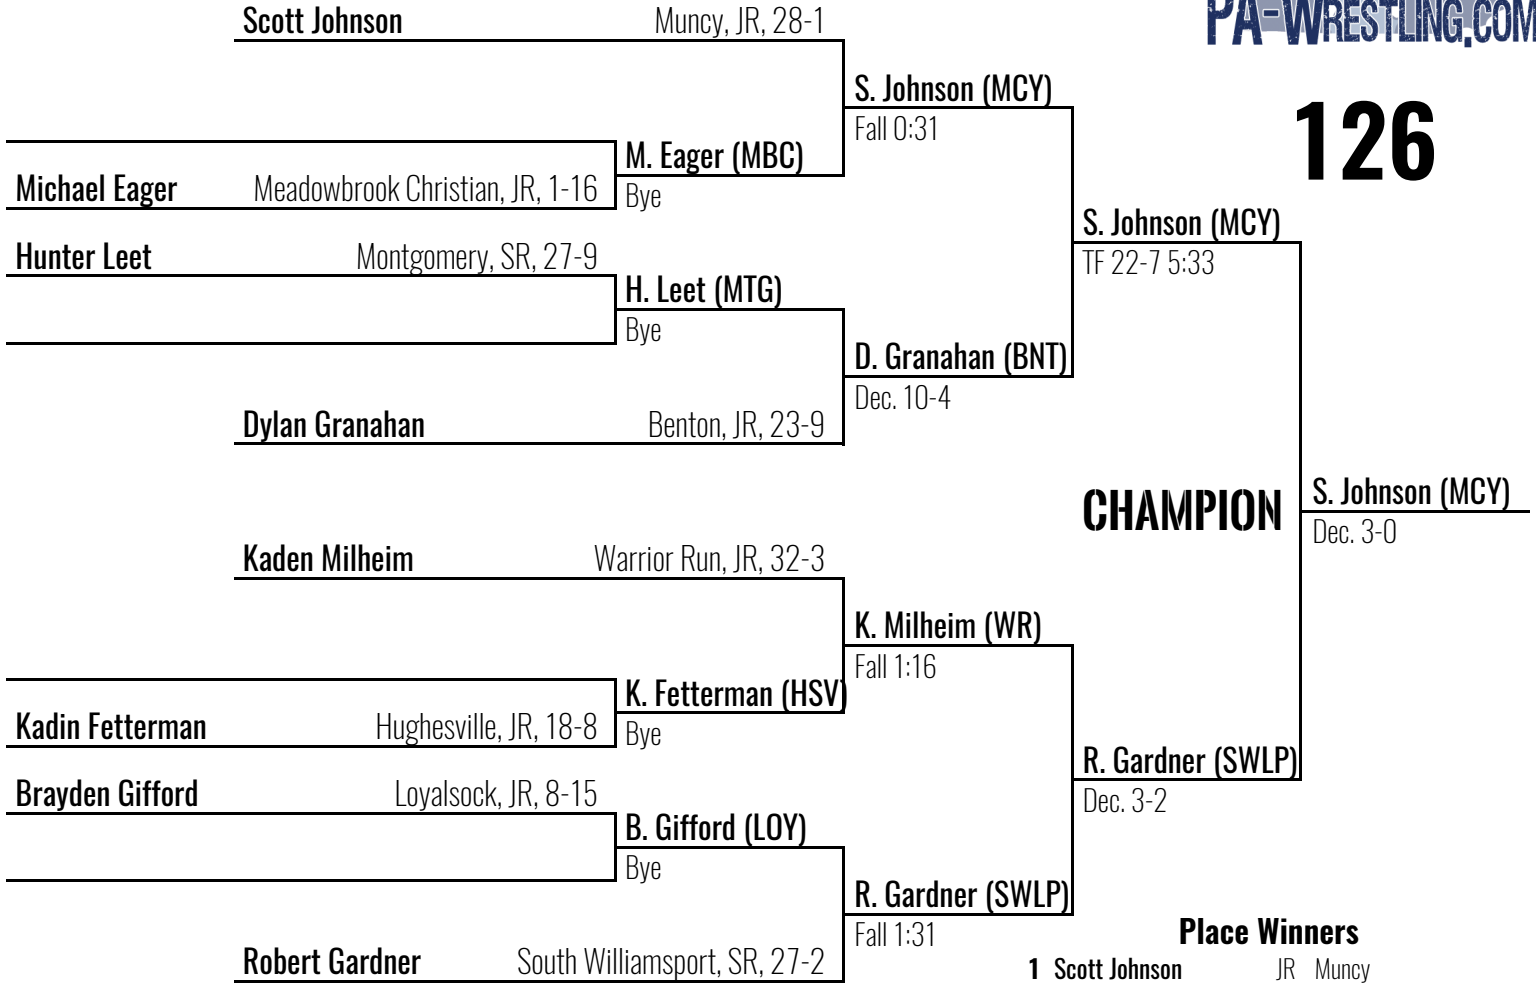 Scott Johnson Muncy, JR, 28-1
PA-WRESTLING.COM
S. Johnson (MCY)
Fall 0:31
126
M. Eager (MBC)
Michael Eager Meadowbrook Christian, JR, 1-16
Bye
S. Johnson (MCY)
TF 22-7 5:33
Hunter Leet Montgomery, SR, 27-9
H. Leet (MTG)
Bye
D. Granahan (BNT)
Dec. 10-4
Dylan Granahan Benton, JR, 23-9
CHAMPION
S. Johnson (MCY)
Dec. 3-0
Kaden Milheim Warrior Run, JR, 32-3
K. Milheim (WR)
Fall 1:16
K. Fetterman (HSV)
Kadin Fetterman Hughesville, JR, 18-8
Bye
R. Gardner (SWLP)
Dec. 3-2
Brayden Gifford Loyalsock, JR, 8-15
B. Gifford (LOY)
Bye
R. Gardner (SWLP)
Fall 1:31
Robert Gardner South Williamsport, SR, 27-2
Place Winners
1 Scott Johnson JR Muncy